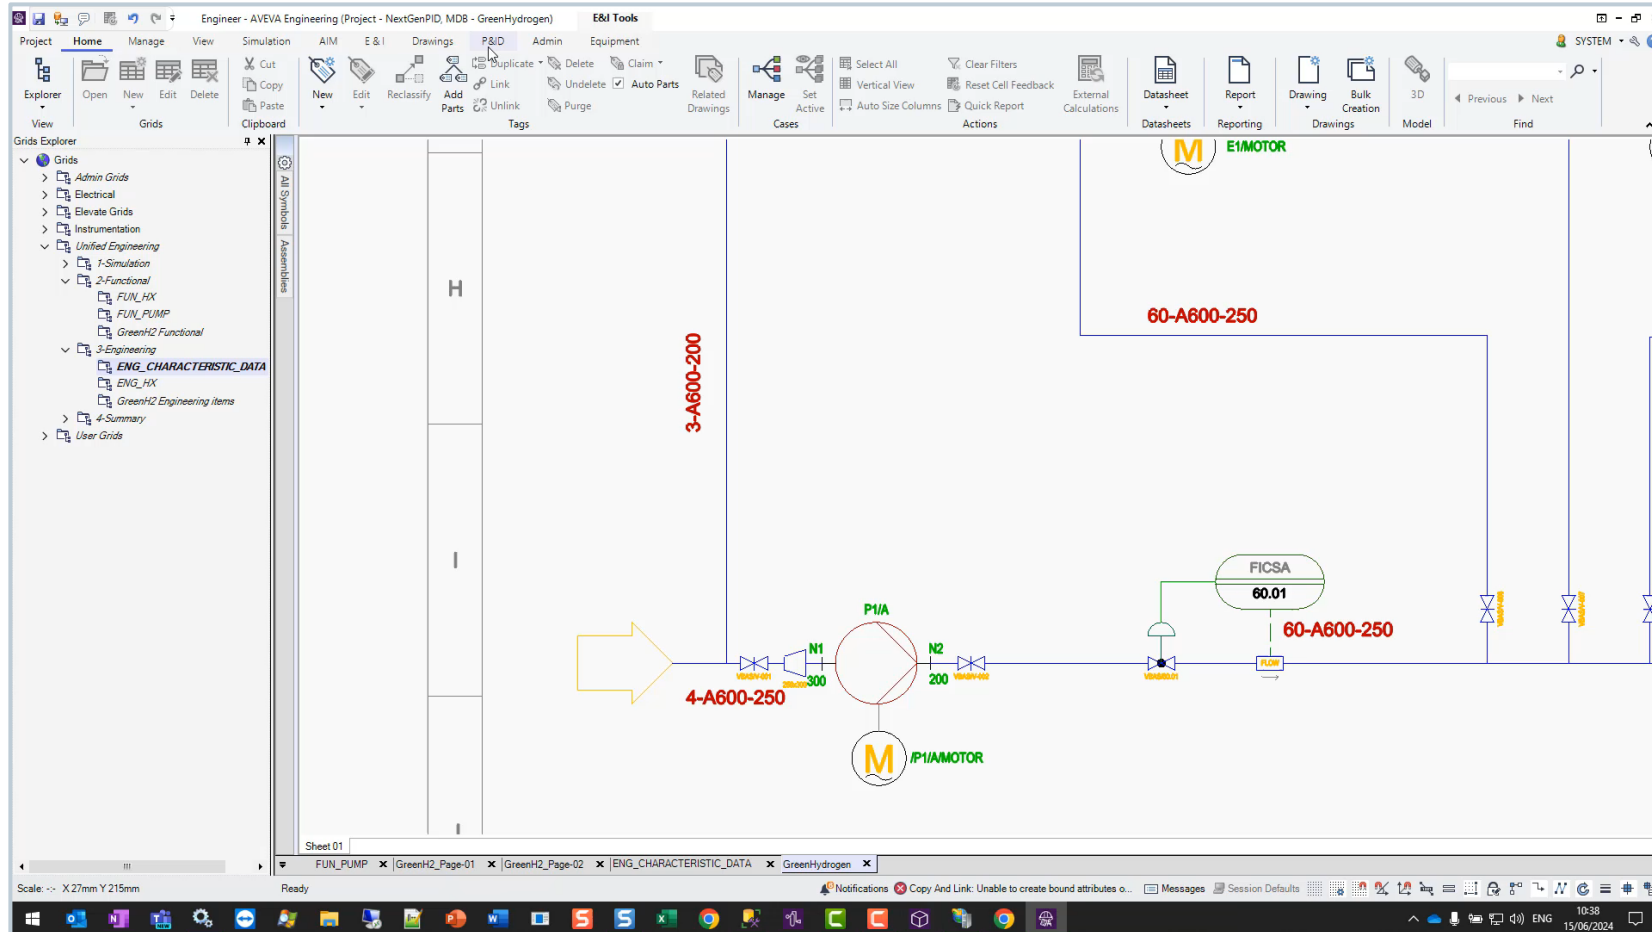 Engineer - AVEVA Engineering (Project - NextGenPID, MDB - GreenHydrogen)
E&I Tools
Project Home Manage View Simulation AIM E & I Drawings P&ID Admin Equipment
SYSTEM
Explorer
View
Open
New
Edit
Delete
Grids
Cut
Copy
Paste
Clipboard
New
Edit
Reclassify
Add Parts
Duplicate
Link
Unlink
Delete
Undelete
Purge
Claim
Auto Parts
Tags
Related Drawings
Manage
Set Active
Cases
Select All
Vertical View
Auto Size Columns
Clear Filters
Reset Cell Feedback
Quick Report
Actions
External Calculations
Datasheet
Datasheets
Report
Reporting
Drawing
Bulk Creation
Drawings
3D
Model
Previous
Next
Find
Grids Explorer
Grids
Admin Grids
Electrical
Elevate Grids
Instrumentation
Unified Engineering
1-Simulation
2-Functional
FUN_HX
FUN_PUMP
GreenH2 Functional
3-Engineering
ENG_CHARACTERISTIC_DATA
ENG_HX
GreenH2 Engineering items
4-Summary
User Grids
All Symbols
Assemblies
M
E1/MOTOR
H
60-A600-250
3-A600-200
I
FICSA
60.01
P1/A
60-A600-250
N1
N2
FLOW
300
200
4-A600-250
M
/P1/A/MOTOR
Sheet 01
FUN_PUMP
GreenH2_Page-01
GreenH2_Page-02
ENG_CHARACTERISTIC_DATA
GreenHydrogen
Scale: -:- X 27mm Y 215mm
Ready
Notifications
Copy And Link: Unable to create bound attributes o...
Messages
Session Defaults
ENG
10:38
15/06/2024